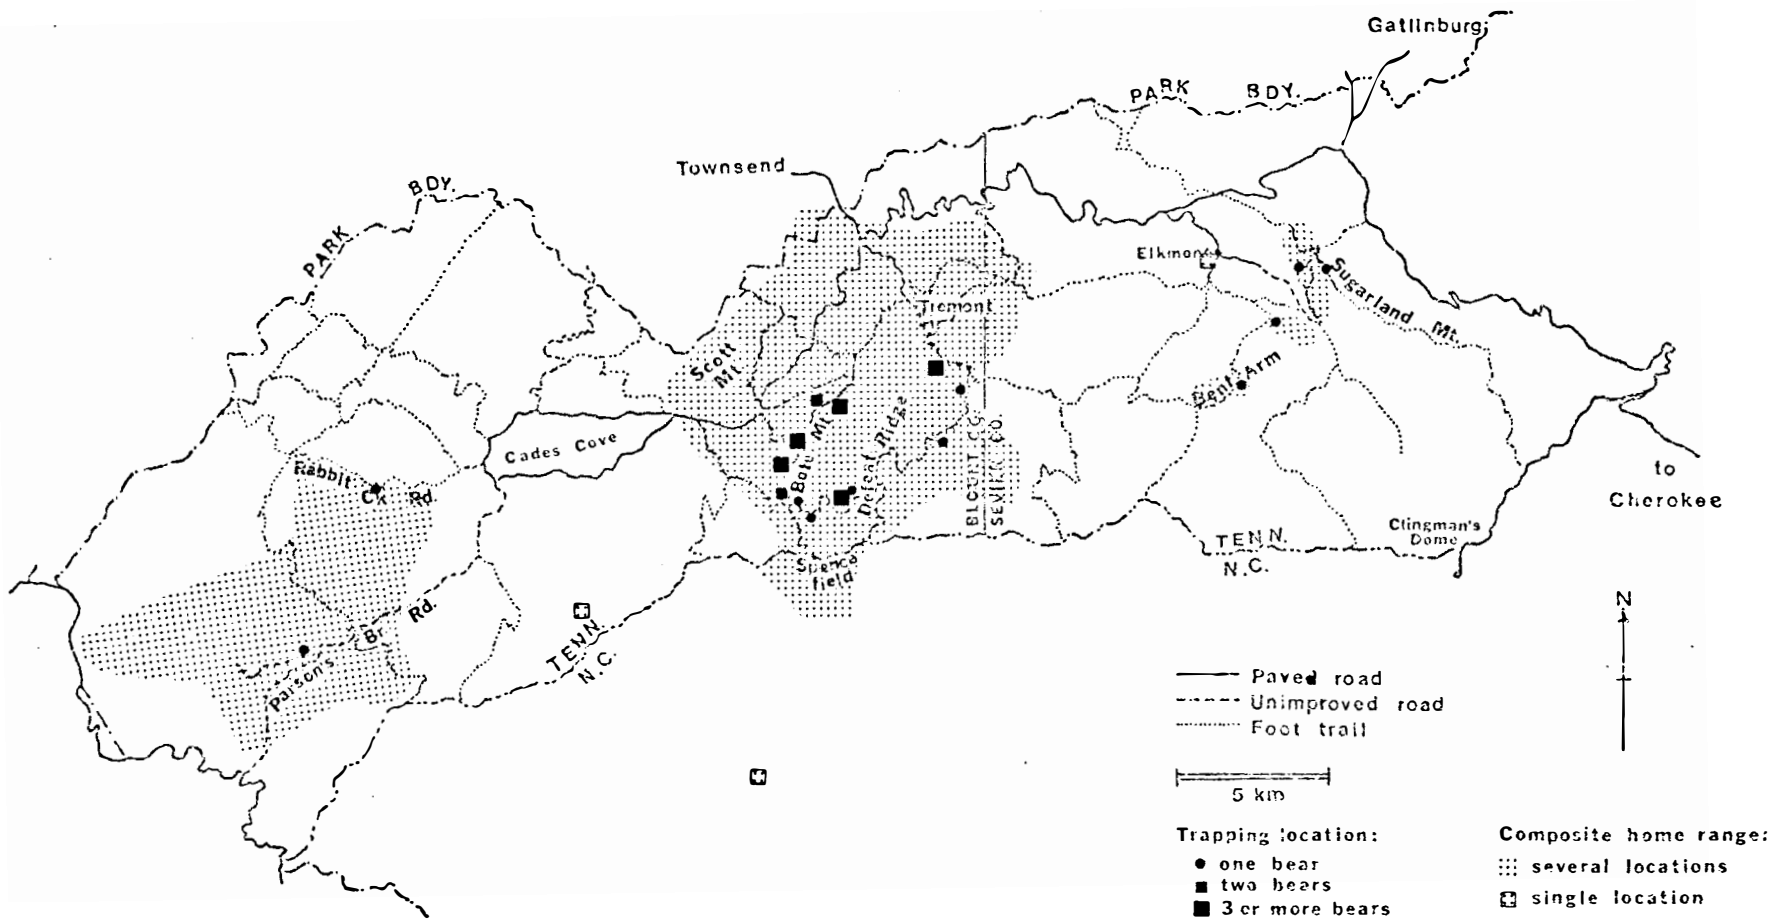 Gatlinburg
PARK BDY.
Townsend
PARK BDY.
Elkmont
Sugarland Mt.
Tremont
Scott Mt.
Bent Arm
Bote Mt.
Defeat Ridge
Cades Cove
Rabbit Ck Rd.
BLOUNT CO.
SEVIER CO.
to
Cherokee
Clingman's
Dome
TENN.
N.C.
Spence
field
Parson's Br Rd.
TENN.
N.C.
N
Paved road
Unimproved road
Foot trail
5 km
Trapping location:
one bear
two bears
3 or more bears
Composite home range:
several locations
single location